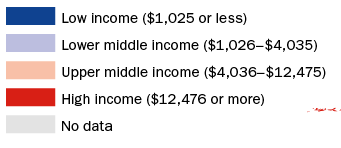 Low income ($1,025 or less)
Lower middle income ($1,026–$4,035)
Upper middle income ($4,036–$12,475)
High income ($12,476 or more)
No data